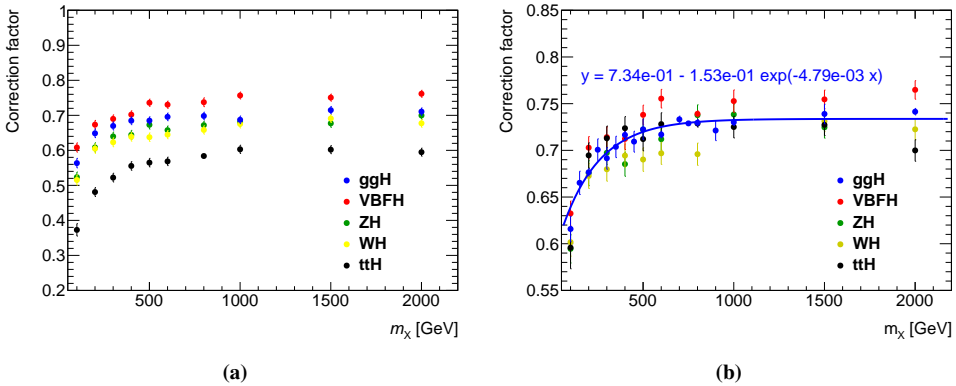 Correction factor
1
0.9
0.8
0.7
0.6
0.5
0.4
0.3
0.2
ggH
VBFH
ZH
WH
ttH
500 1000 1500 2000
m_X [GeV]
(a)
Correction factor
0.85
0.8
0.75
0.7
0.65
0.6
0.55
y = 7.34e-01 - 1.53e-01 exp(-4.79e-03 x)
ggH
VBFH
ZH
WH
ttH
500 1000 1500 2000
m_X [GeV]
(b)